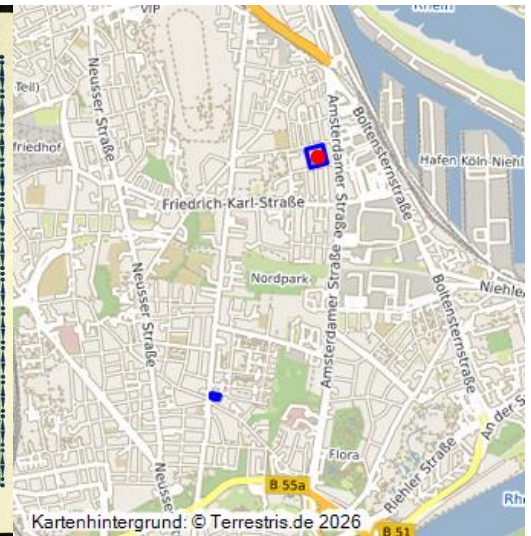 Rhein
VIP
Neusser Straße
Teil)
Amsterdamer Straße
Boltensternstraße
friedhof
Hafen Köln-Niehl
Friedrich-Karl-Straße
Neusser Straße
Nordpark
Amsterdamer Straße
Boltensternstraße
Niehler
An der S
Flora
Riehler Straße
Neusser
B 55a
Rhe
Kartenhintergrund: © Terrestris.de 2026
B 51